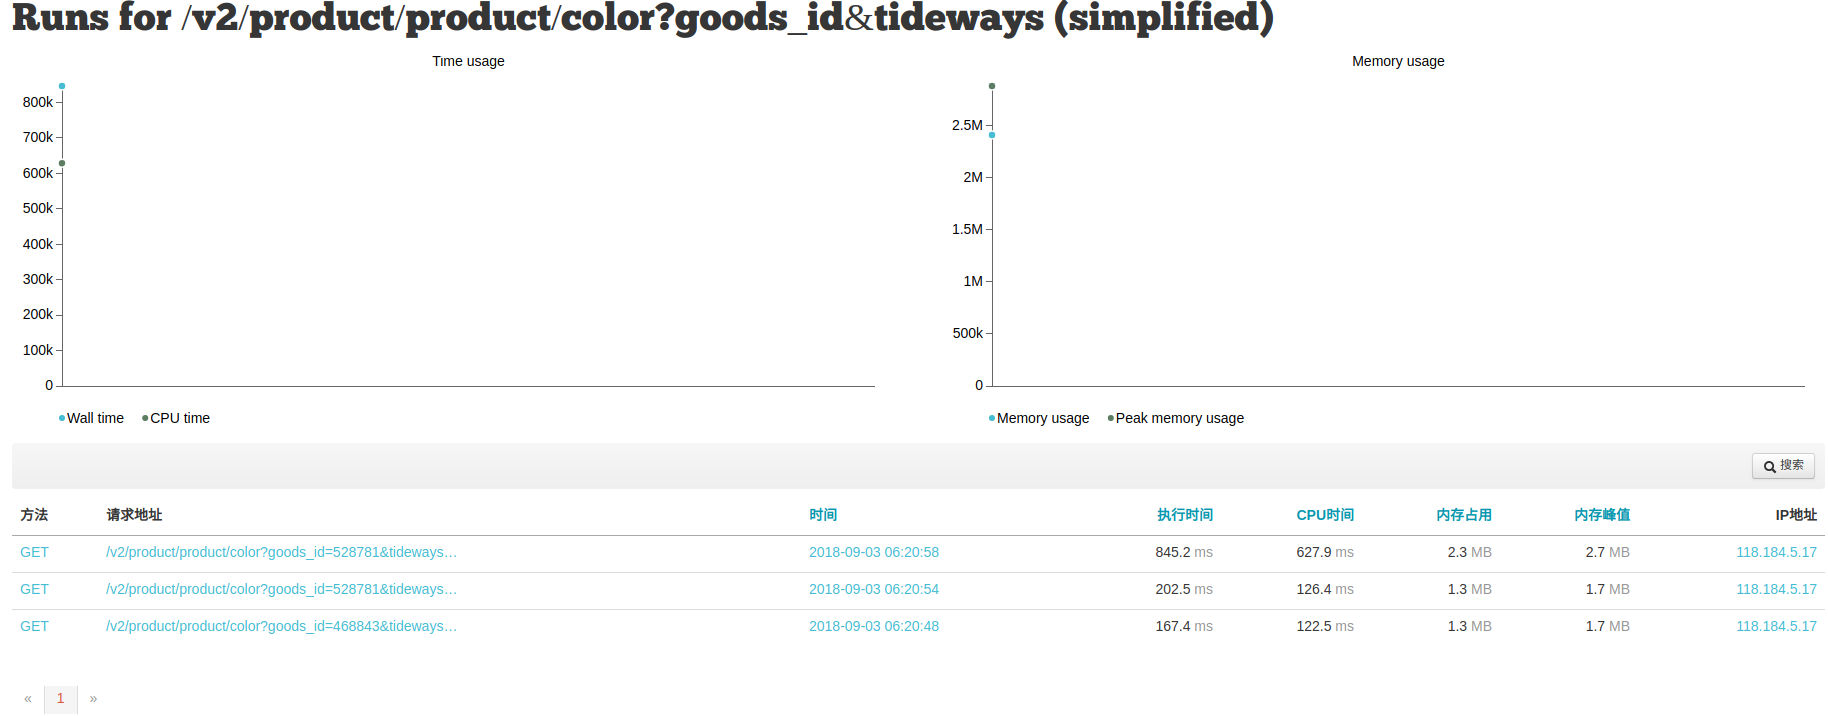 Runs for /v2/product/product/color?goods_id&tideways (simplified)
Time usage
800k
700k
600k
500k
400k
300k
200k
100k
0
Wall time CPU time
Memory usage
2.5M
2M
1.5M
1M
500k
0
Memory usage Peak memory usage
搜索
方法 请求地址 时间 执行时间 CPU时间 内存占用 内存峰值 IP地址
GET /v2/product/product/color?goods_id=528781&tideways… 2018-09-03 06:20:58 845.2 ms 627.9 ms 2.3 MB 2.7 MB 118.184.5.17
GET /v2/product/product/color?goods_id=528781&tideways… 2018-09-03 06:20:54 202.5 ms 126.4 ms 1.3 MB 1.7 MB 118.184.5.17
GET /v2/product/product/color?goods_id=468843&tideways… 2018-09-03 06:20:48 167.4 ms 122.5 ms 1.3 MB 1.7 MB 118.184.5.17
« 1 »